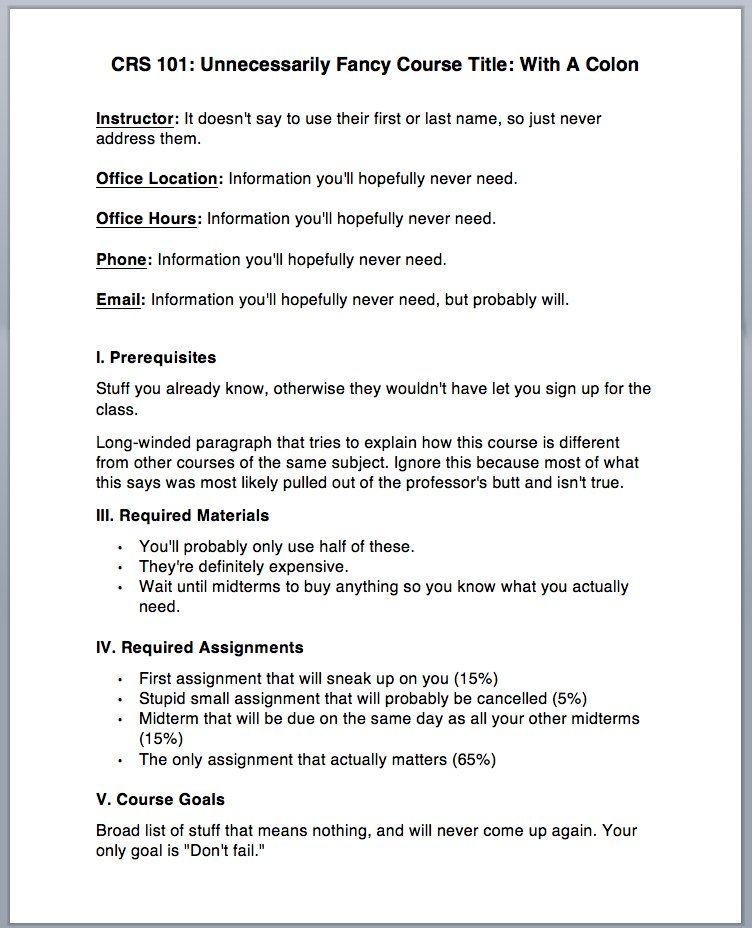 CRS 101: Unnecessarily Fancy Course Title: With A Colon
Instructor: It doesn't say to use their first or last name, so just never
address them.
Office Location: Information you'll hopefully never need.
Office Hours: Information you'll hopefully never need.
Phone: Information you'll hopefully never need.
Email: Information you'll hopefully never need, but probably will.
I. Prerequisites
Stuff you already know, otherwise they wouldn't have let you sign up for the
class.
Long-winded paragraph that tries to explain how this course is different
from other courses of the same subject. Ignore this because most of what
this says was most likely pulled out of the professor's butt and isn't true.
III. Required Materials
• You'll probably only use half of these.
• They're definitely expensive.
• Wait until midterms to buy anything so you know what you actually
need.
IV. Required Assignments
• First assignment that will sneak up on you (15%)
• Stupid small assignment that will probably be cancelled (5%)
• Midterm that will be due on the same day as all your other midterms
(15%)
• The only assignment that actually matters (65%)
V. Course Goals
Broad list of stuff that means nothing, and will never come up again. Your
only goal is "Don't fail."